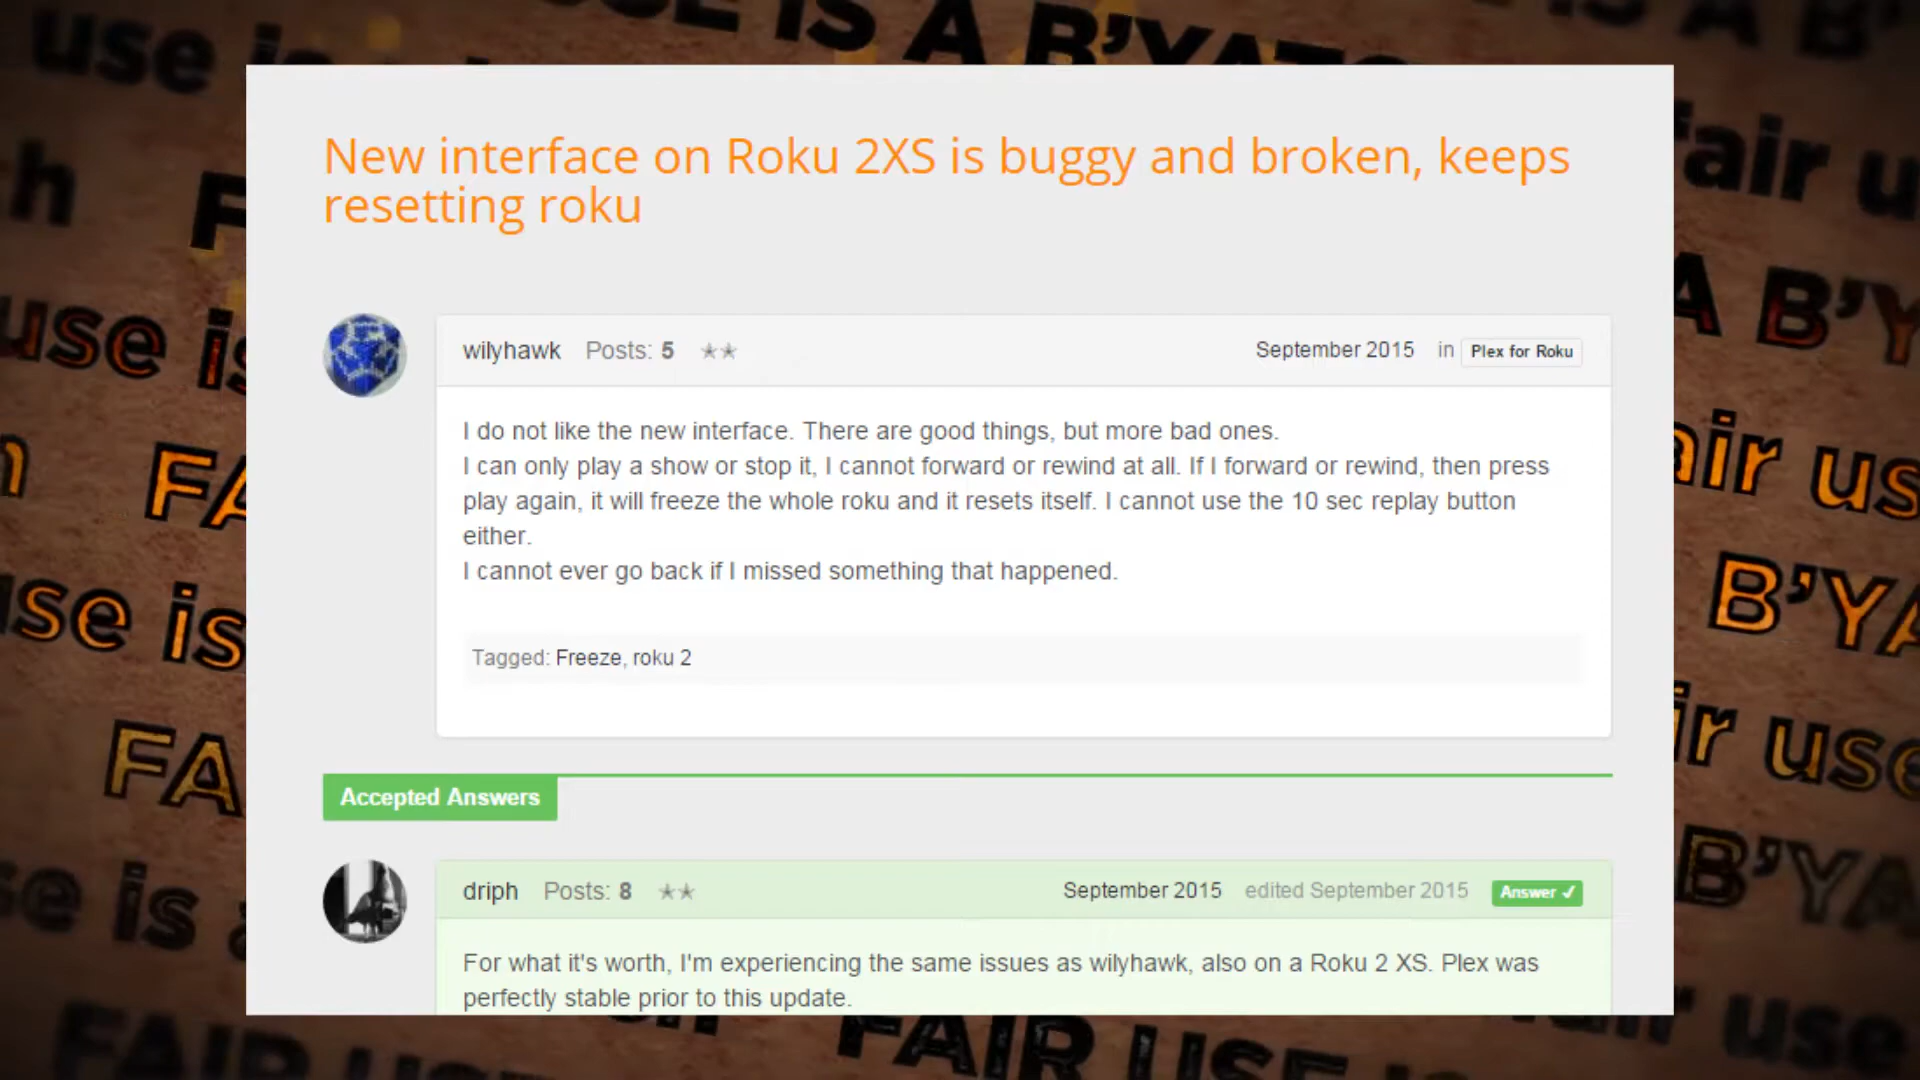 USE IS A B'YATCH
New interface on Roku 2XS is buggy and broken, keeps
resetting roku
wilyhawk Posts: 5
September 2015 in Plex for Roku
I do not like the new interface. There are good things, but more bad ones.
I can only play a show or stop it, I cannot forward or rewind at all. If I forward or rewind, then press
play again, it will freeze the whole roku and it resets itself. I cannot use the 10 sec replay button
either.
I cannot ever go back if I missed something that happened.
Tagged: Freeze, roku 2
Accepted Answers
driph Posts: 8
September 2015 edited September 2015 Answer ✓
For what it's worth, I'm experiencing the same issues as wilyhawk, also on a Roku 2 XS. Plex was
perfectly stable prior to this update.
FAIR USE IS